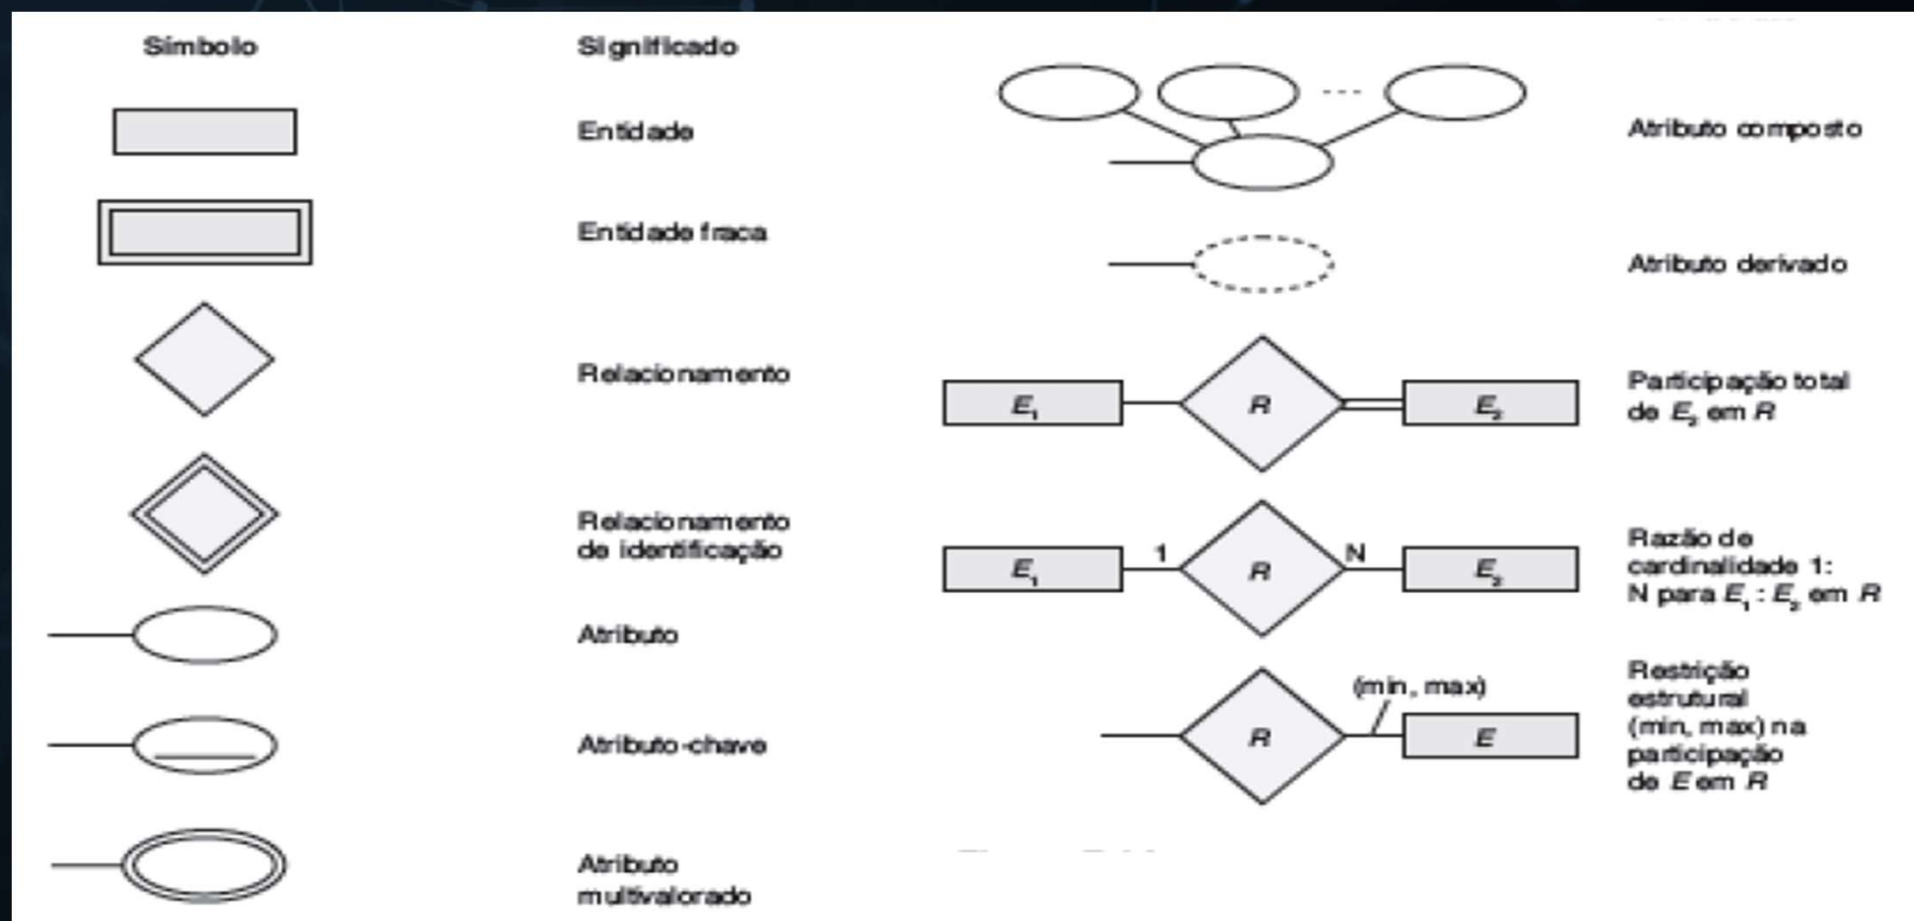 Símbolo
Significado
Entidade
Entidade fraca
Relacionamento
Relacionamento
de identificação
Atributo
Atributo-chave
Atributo
multivalorado
Atributo composto
Atributo derivado
E₁ R E₂
Participação total
de E₂ em R
E₁ 1 R N E₂
Razão de
cardinalidade 1:
N para E₁ : E₂ em R
(min, max)
R E
Restrição
estrutural
(min, max) na
participação
de E em R